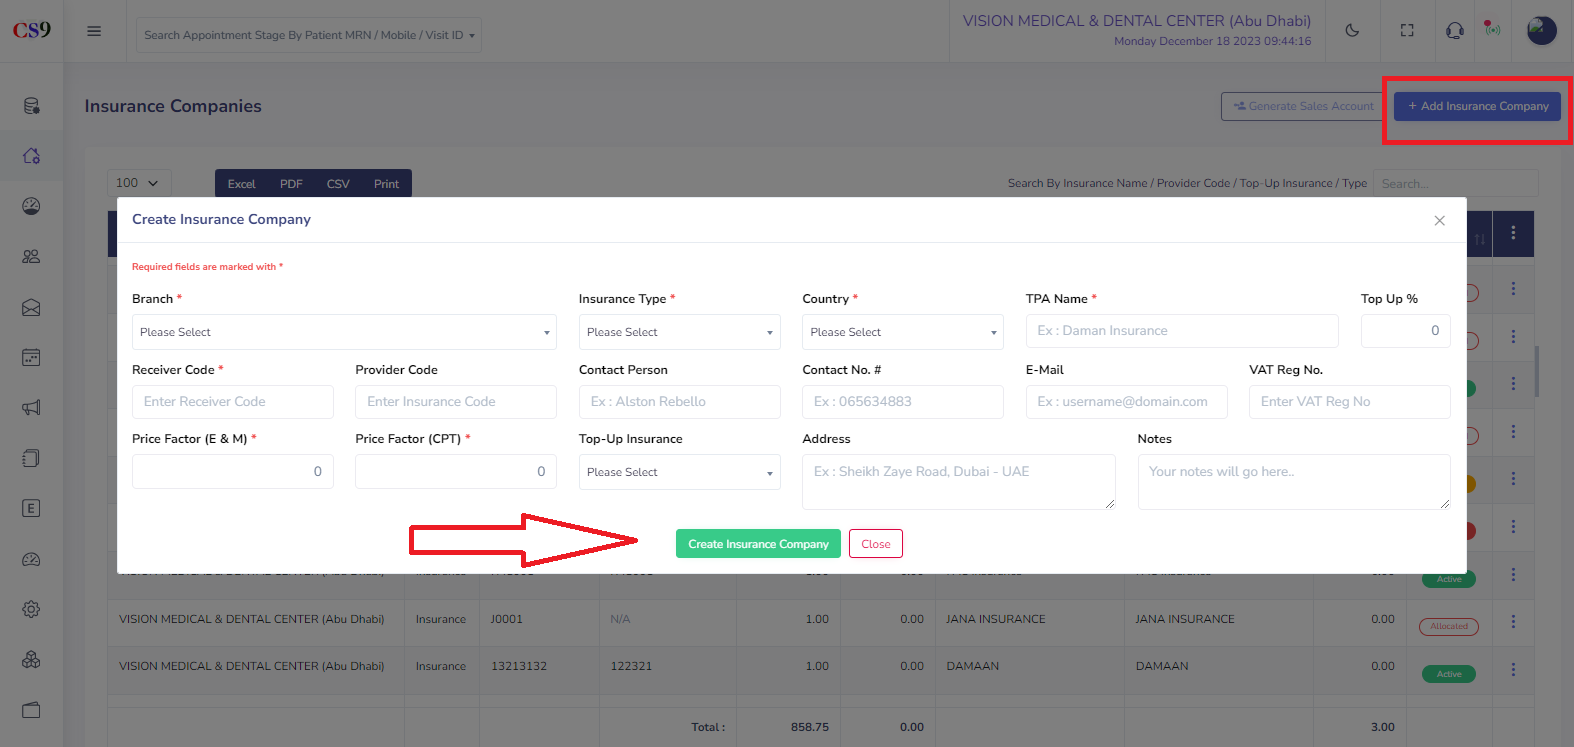 CS9
Search Appointment Stage By Patient MRN / Mobile / Visit ID
VISION MEDICAL & DENTAL CENTER (Abu Dhabi)
Monday December 18 2023 09:44:16
Insurance Companies
Generate Sales Account
+ Add Insurance Company
100
Excel PDF CSV Print
Search By Insurance Name / Provider Code / Top-Up Insurance / Type
Search...
Create Insurance Company
Required fields are marked with *
Branch * Insurance Type * Country * TPA Name * Top Up %
Please Select Please Select Please Select Ex : Daman Insurance 0
Receiver Code * Provider Code Contact Person Contact No. # E-Mail VAT Reg No.
Enter Receiver Code Enter Insurance Code Ex : Alston Rebello Ex : 065634883 Ex : username@domain.com Enter VAT Reg No
Price Factor (E & M) * Price Factor (CPT) * Top-Up Insurance Address Notes
0 0 Please Select Ex : Sheikh Zaye Road, Dubai - UAE Your notes will go here..
Create Insurance Company Close
Active
VISION MEDICAL & DENTAL CENTER (Abu Dhabi) Insurance J0001 N/A 1.00 0.00 JANA INSURANCE JANA INSURANCE 0.00 Allocated
VISION MEDICAL & DENTAL CENTER (Abu Dhabi) Insurance 13213132 122321 1.00 0.00 DAMAAN DAMAAN 0.00 Active
Total : 858.75 0.00 3.00
E